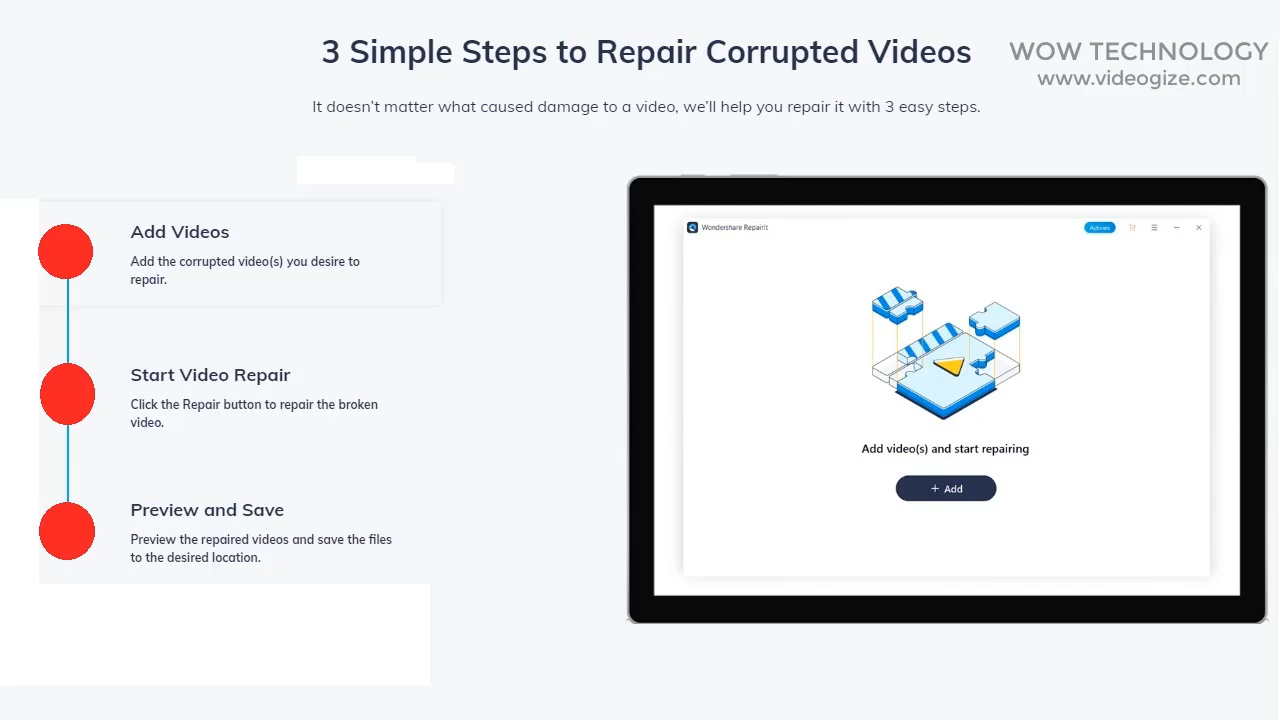 3 Simple Steps to Repair Corrupted Videos
WOW TECHNOLOGY
www.videogize.com
It doesn't matter what caused damage to a video, we'll help you repair it with 3 easy steps.
Add Videos
Add the corrupted video(s) you desire to
repair.
Start Video Repair
Click the Repair button to repair the broken
video.
Preview and Save
Preview the repaired videos and save the files
to the desired location.
Wondershare Repairit
Activate
Add video(s) and start repairing
+ Add